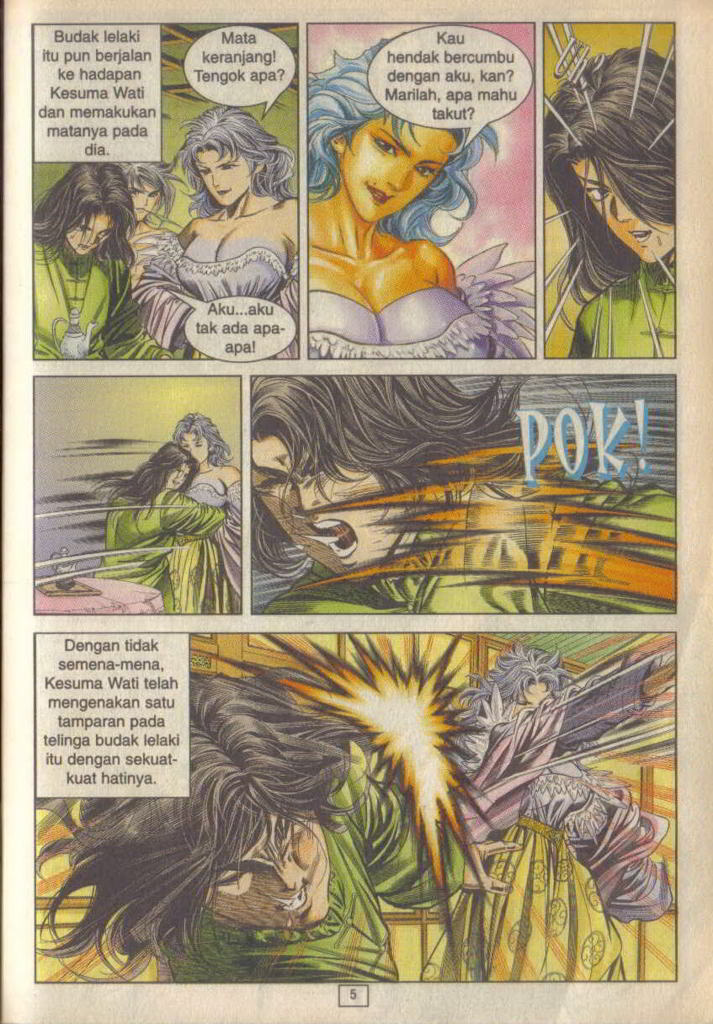 Budak lelaki
itu pun berjalan
ke hadapan
Kesuma Wati
dan memakukan
matanya pada
dia.
Mata
keranjang!
Tengok apa?
Aku...aku
tak ada apa-
apa!
Kau
hendak bercumbu
dengan aku, kan?
Marilah, apa mahu
takut?
POK!
Dengan tidak
semena-mena,
Kesuma Wati telah
mengenakan satu
tamparan pada
telinga budak lelaki
itu dengan sekuat-
kuat hatinya.
5